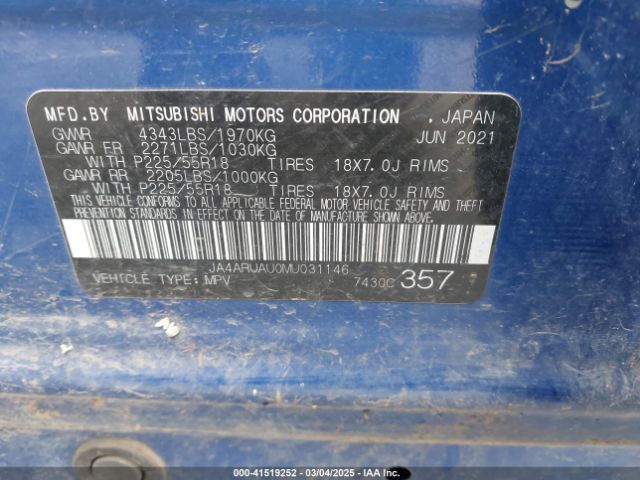 MFD.BY MITSUBISHI MOTORS CORPORATION . JAPAN
GVWR 4343LBS/1970KG JUN 2021
GAWR FR 2271LBS/1030KG
WITH P225/55R18 TIRES 18X7.0J RIMS
GAWR RR 2205LBS/1000KG
WITH P225/55R18 TIRES 18X7.0J RIMS
THIS VEHICLE CONFORMS TO ALL APPLICABLE FEDERAL MOTOR VEHICLE SAFETY AND THEFT
PREVENTION STANDARDS IN EFFECT ON THE DATE OF MANUFACTURE SHOWN ABOVE.
JA4ARUAU0MU031146
VEHICLE TYPE: MPV 7430C 357
000-41519252 — 03/04/2025 — IAA Inc.